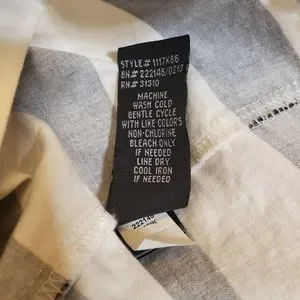 STYLE# 1117K86
BN# 222145/0213
RN# 31310
MACHINE
WASH COLD
GENTLE CYCLE
WITH LIKE COLORS
NON-CHLORINE
BLEACH ONLY
IF NEEDED
LINE DRY
COOL IRON
IF NEEDED